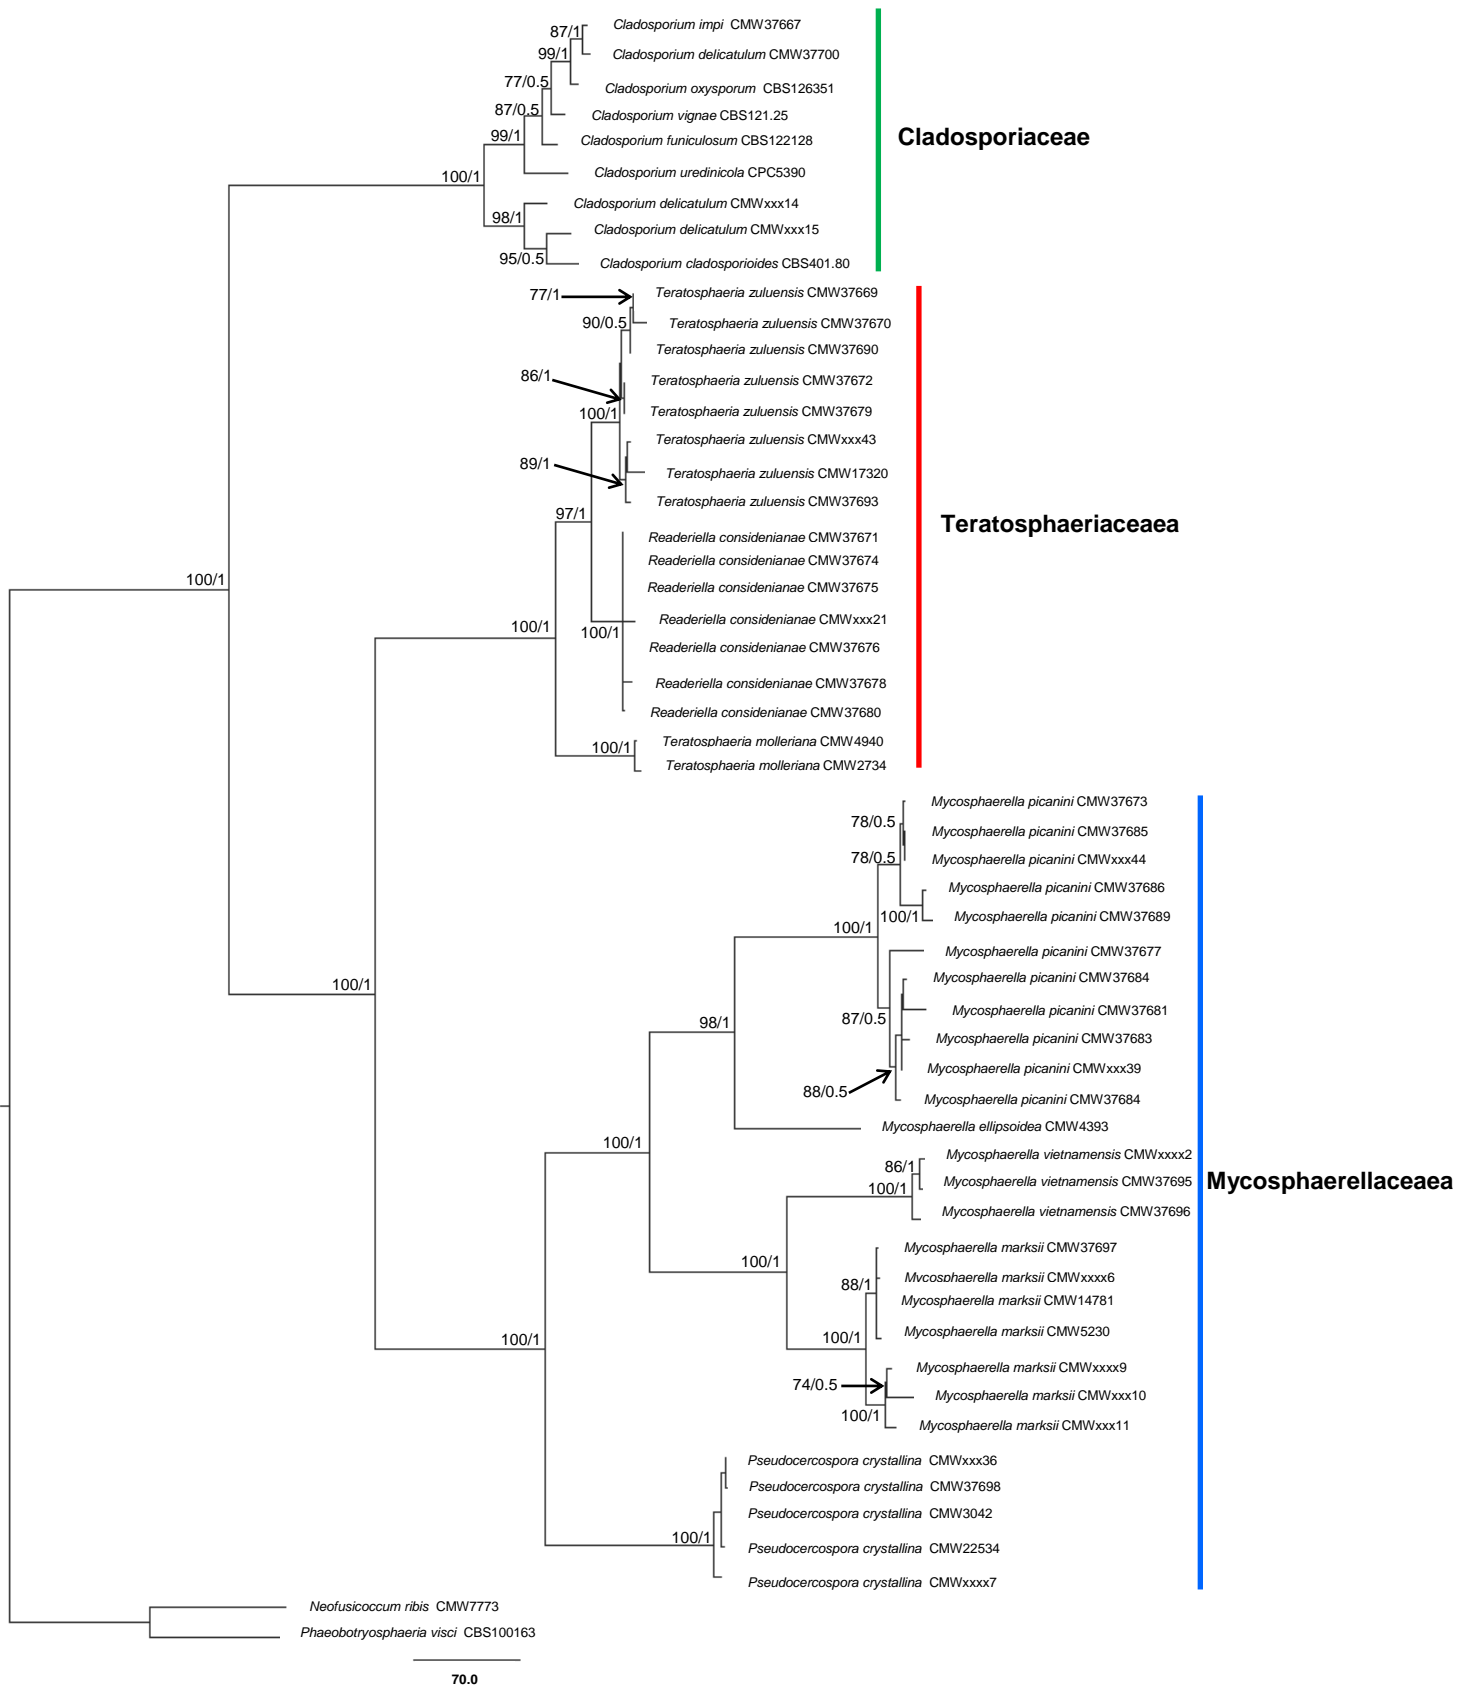 Cladosporium impi CMW37667
87/1
Cladosporium delicatulum CMW37700
99/1
77/0.5
Cladosporium oxysporum CBS126351
87/0.5
Cladosporium vignae CBS121.25
99/1
Cladosporium funiculosum CBS122128
Cladosporiaceae
100/1
Cladosporium uredinicola CPC5390
Cladosporium delicatulum CMWxxx14
98/1
Cladosporium delicatulum CMWxxx15
95/0.5
Cladosporium cladosporioides CBS401.80
77/1
Teratosphaeria zuluensis CMW37669
90/0.5
Teratosphaeria zuluensis CMW37670
Teratosphaeria zuluensis CMW37690
86/1
Teratosphaeria zuluensis CMW37672
100/1
Teratosphaeria zuluensis CMW37679
Teratosphaeria zuluensis CMWxxx43
89/1
Teratosphaeria zuluensis CMW17320
Teratosphaeria zuluensis CMW37693
97/1
Teratosphaeriaceaea
Readeriella considenianae CMW37671
Readeriella considenianae CMW37674
100/1
Readeriella considenianae CMW37675
Readeriella considenianae CMWxxx21
100/1
100/1
Readeriella considenianae CMW37676
Readeriella considenianae CMW37678
Readeriella considenianae CMW37680
100/1
Teratosphaeria molleriana CMW4940
Teratosphaeria molleriana CMW2734
Mycosphaerella picanini CMW37673
78/0.5
Mycosphaerella picanini CMW37685
78/0.5
Mycosphaerella picanini CMWxxx44
Mycosphaerella picanini CMW37686
100/1
Mycosphaerella picanini CMW37689
100/1
Mycosphaerella picanini CMW37677
100/1
Mycosphaerella picanini CMW37684
Mycosphaerella picanini CMW37681
98/1
87/0.5
Mycosphaerella picanini CMW37683
Mycosphaerella picanini CMWxxx39
88/0.5
Mycosphaerella picanini CMW37684
Mycosphaerella ellipsoidea CMW4393
100/1
Mycosphaerella vietnamensis CMWxxxx2
86/1
Mycosphaerella vietnamensis CMW37695
100/1
Mycosphaerellaceaea
Mycosphaerella vietnamensis CMW37696
Mycosphaerella marksii CMW37697
100/1
Mycosphaerella marksii CMWxxxx6
88/1
Mycosphaerella marksii CMW14781
100/1
100/1
Mycosphaerella marksii CMW5230
Mycosphaerella marksii CMWxxxx9
74/0.5
Mycosphaerella marksii CMWxxx10
100/1
Mycosphaerella marksii CMWxxx11
Pseudocercospora crystallina CMWxxx36
Pseudocercospora crystallina CMW37698
Pseudocercospora crystallina CMW3042
100/1
Pseudocercospora crystallina CMW22534
Pseudocercospora crystallina CMWxxxx7
Neofusicoccum ribis CMW7773
Phaeobotryosphaeria visci CBS100163
70.0